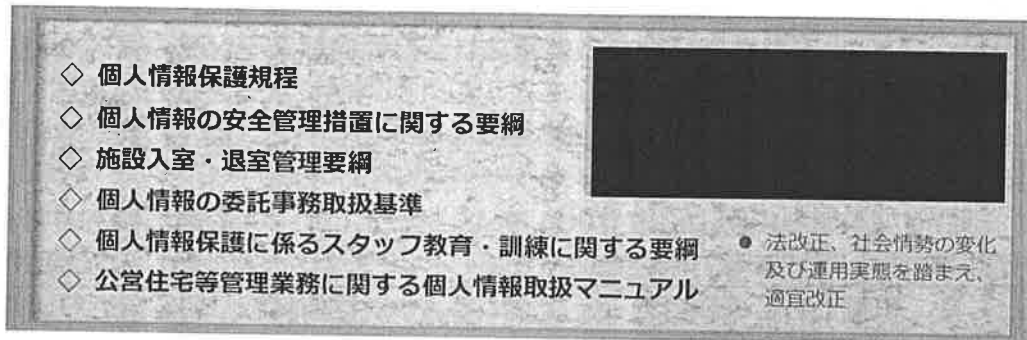 ◇ 個人情報保護規程
◇ 個人情報の安全管理措置に関する要綱
◇ 施設入室・退室管理要綱
◇ 個人情報の委託事務取扱基準
◇ 個人情報保護に係るスタッフ教育・訓練に関する要綱
◇ 公営住宅等管理業務に関する個人情報取扱マニュアル
● 法改正、社会情勢の変化
及び運用実態を踏まえ、
適宜改正